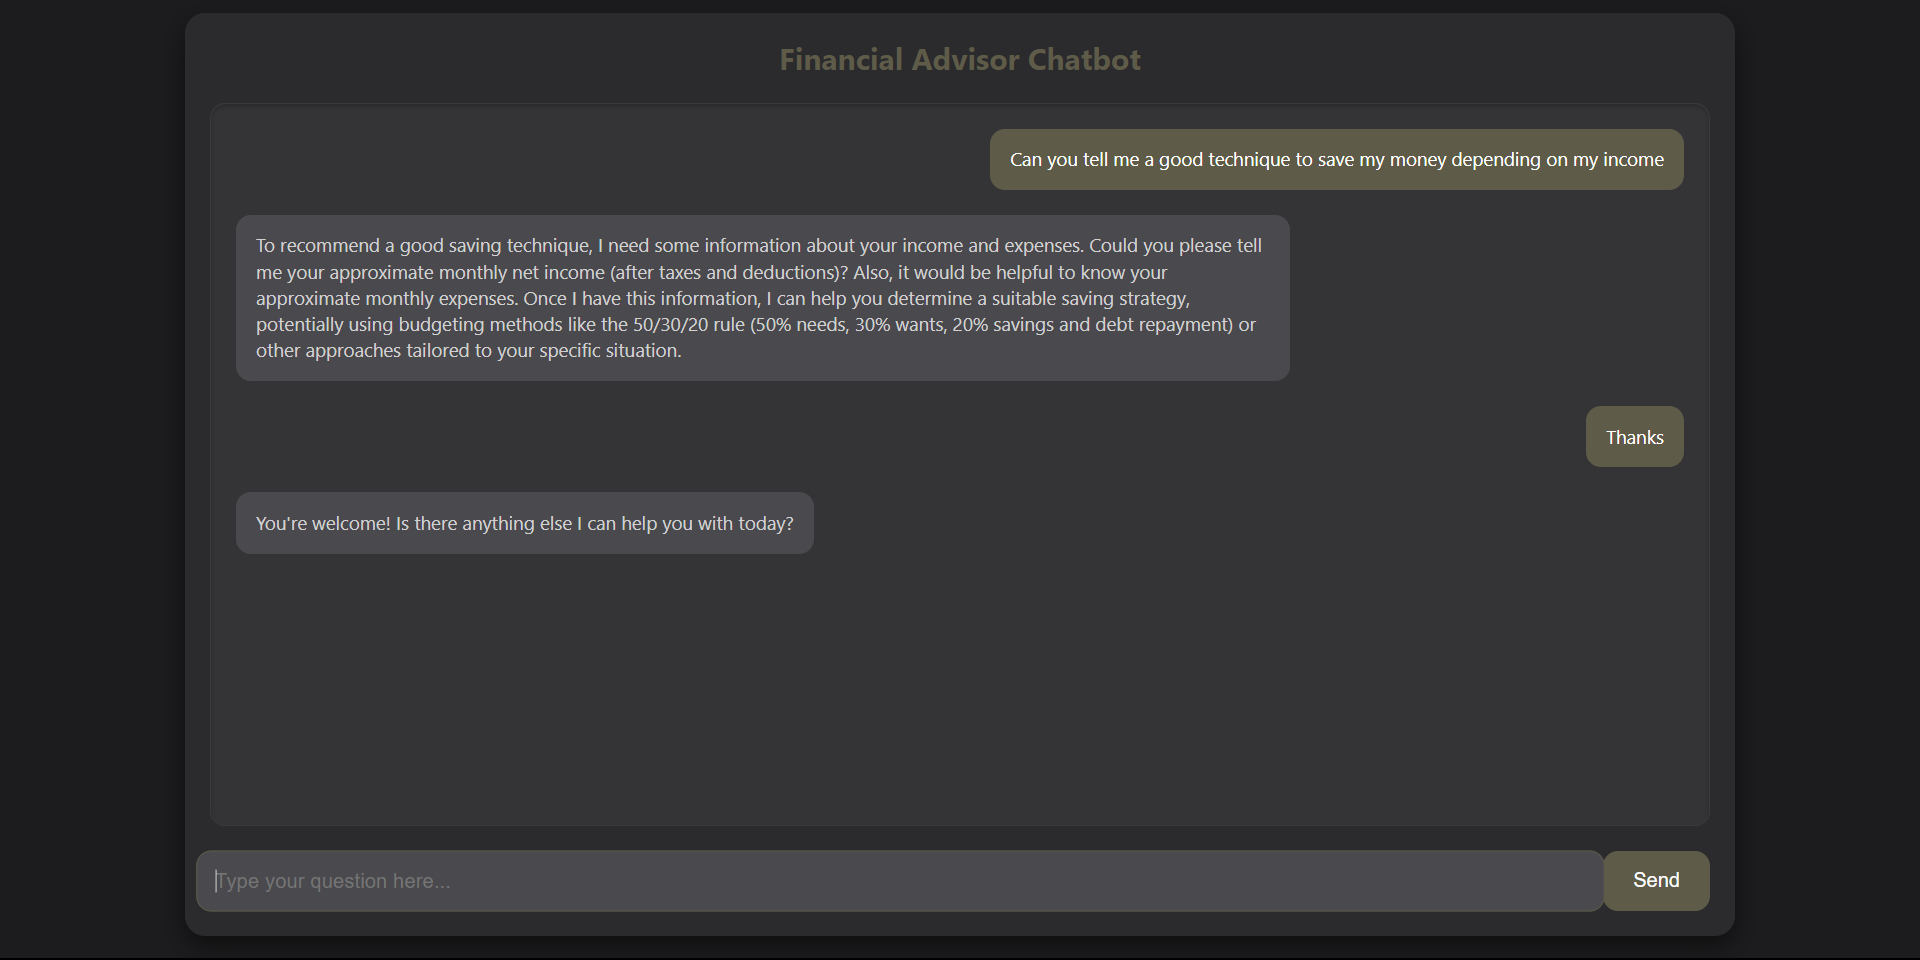 Financial Advisor Chatbot
Can you tell me a good technique to save my money depending on my income
To recommend a good saving technique, I need some information about your income and expenses. Could you please tell
me your approximate monthly net income (after taxes and deductions)? Also, it would be helpful to know your
approximate monthly expenses. Once I have this information, I can help you determine a suitable saving strategy,
potentially using budgeting methods like the 50/30/20 rule (50% needs, 30% wants, 20% savings and debt repayment) or
other approaches tailored to your specific situation.
Thanks
You're welcome! Is there anything else I can help you with today?
Type your question here...
Send